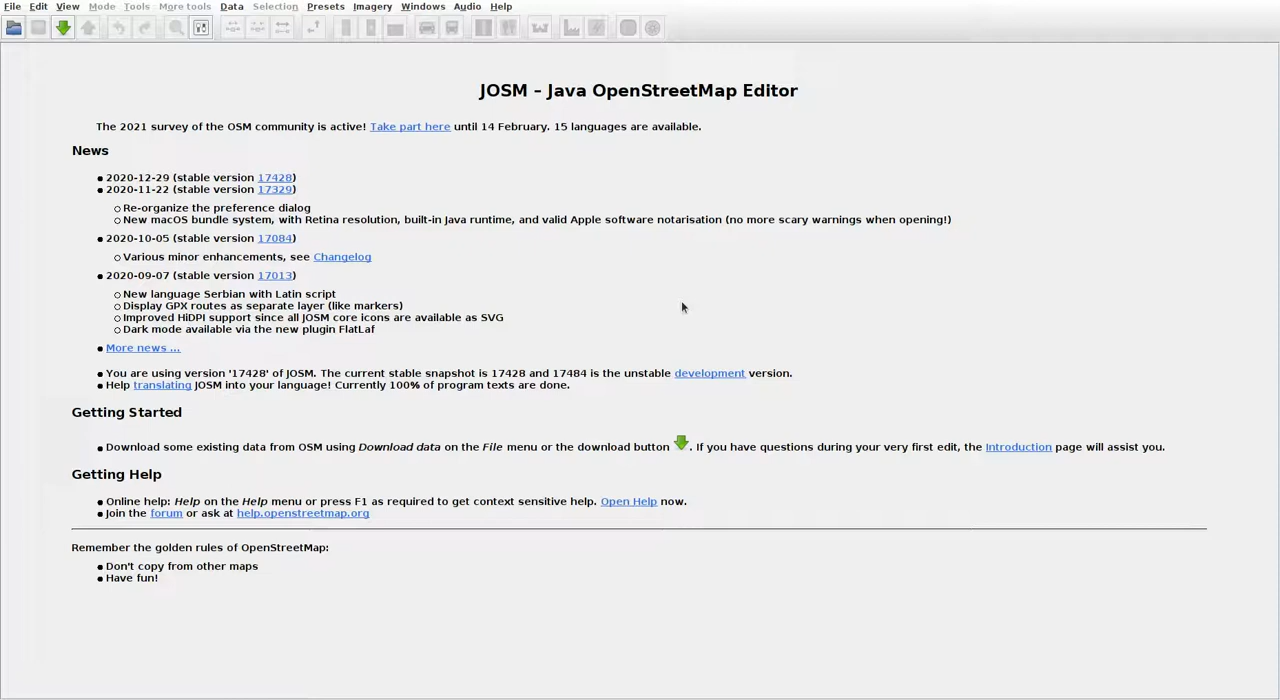 File Edit View Mode Tools More tools Data Selection Presets Imagery Windows Audio Help
JOSM – Java OpenStreetMap Editor
The 2021 survey of the OSM community is active! Take part here until 14 February. 15 languages are available.
News
2020-12-29 (stable version 17428)
2020-11-22 (stable version 17329)
Re-organize the preference dialog
New macOS bundle system, with Retina resolution, built-in Java runtime, and valid Apple software notarisation (no more scary warnings when opening!)
2020-10-05 (stable version 17084)
Various minor enhancements, see Changelog
2020-09-07 (stable version 17013)
New language Serbian with Latin script
Display GPX routes as separate layer (like markers)
Improved HiDPI support since all JOSM core icons are available as SVG
Dark mode available via the new plugin FlatLaf
More news ...
You are using version '17428' of JOSM. The current stable snapshot is 17428 and 17484 is the unstable development version.
Help translating JOSM into your language! Currently 100% of program texts are done.
Getting Started
Download some existing data from OSM using Download data on the File menu or the download button . If you have questions during your very first edit, the Introduction page will assist you.
Getting Help
Online help: Help on the Help menu or press F1 as required to get context sensitive help. Open Help now.
Join the forum or ask at help.openstreetmap.org
Remember the golden rules of OpenStreetMap:
Don't copy from other maps
Have fun!